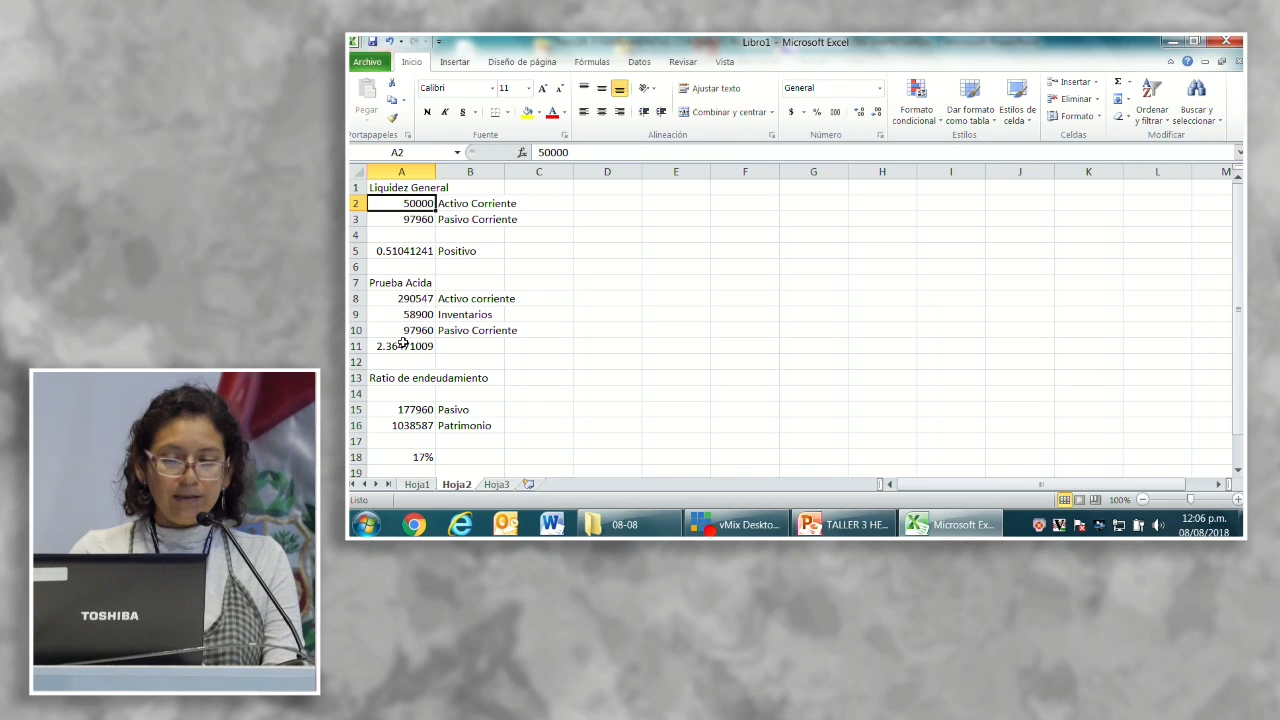 Libro1 - Microsoft Excel
Archivo Inicio Insertar Diseño de página Fórmulas Datos Revisar Vista
Pegar
Calibri 11
N K S
Ajustar texto
Combinar y centrar
General
% 000
Formato condicional
Dar formato como tabla
Estilos de celda
Insertar
Eliminar
Formato
Σ
Ordenar y filtrar
Buscar y seleccionar
Portapapeles Fuente Alineación Número Estilos Celdas Modificar
A2 fx 50000
A B C D E F G H I J K L M
1 Liquidez General
2 50000 Activo Corriente
3 97960 Pasivo Corriente
4
5 0.51041241 Positivo
6
7 Prueba Acida
8 290547 Activo corriente
9 58900 Inventarios
10 97960 Pasivo Corriente
11
12
13 Ratio de endeudamiento
14
15 177960 Pasivo
16 1038587 Patrimonio
17
18 17%
19
Hoja1 Hoja2 Hoja3
Listo 100%
08-08 vMix Deskto... TALLER 3 HE... Microsoft Ex... 12:06 p.m.
08/08/2018
TOSHIBA